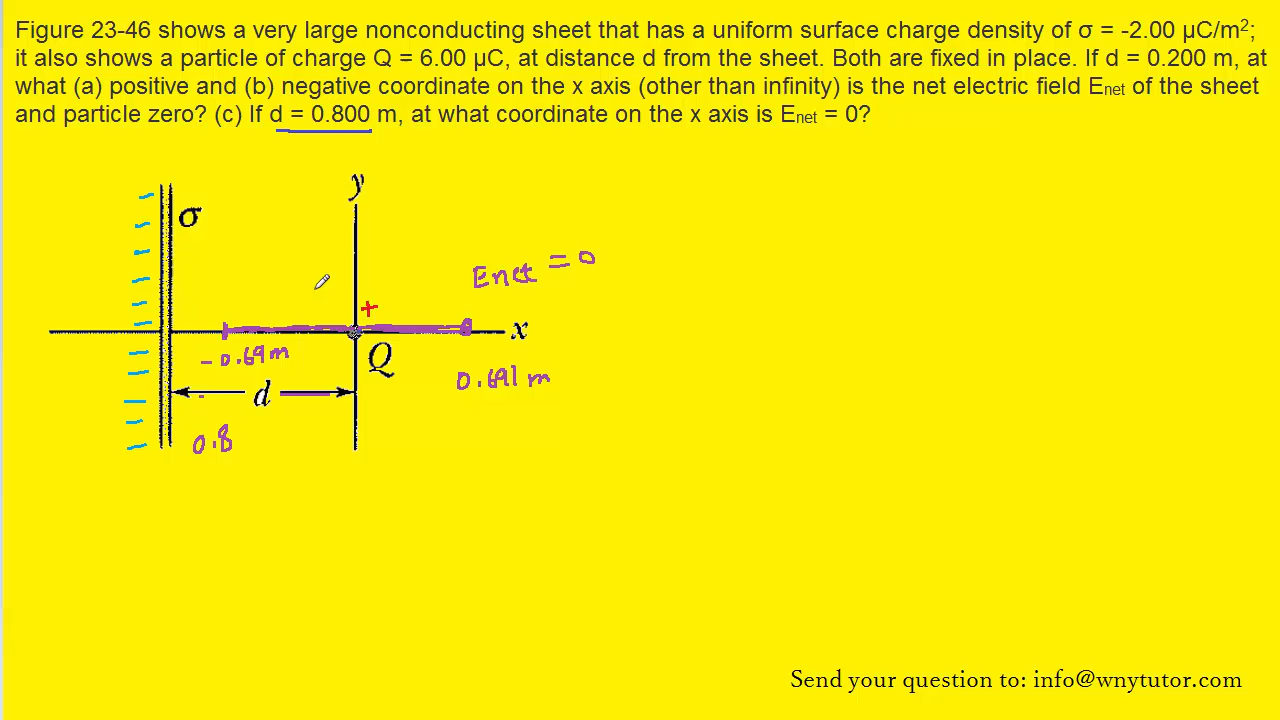 Figure 23-46 shows a very large nonconducting sheet that has a uniform surface charge density of σ = -2.00 µC/m²;
it also shows a particle of charge Q = 6.00 µC, at distance d from the sheet. Both are fixed in place. If d = 0.200 m, at
what (a) positive and (b) negative coordinate on the x axis (other than infinity) is the net electric field Enet of the sheet
and particle zero? (c) If d = 0.800 m, at what coordinate on the x axis is Enet = 0?
y
σ
Enet = 0
+
x
- 0.69m
Q
0.691 m
d
0.8
Send your question to: info@wnytutor.com